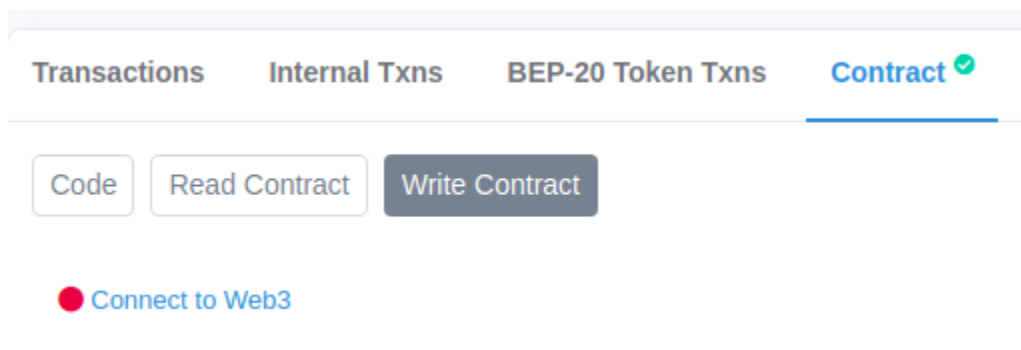 Transactions Internal Txns BEP-20 Token Txns Contract
Code Read Contract Write Contract
Connect to Web3